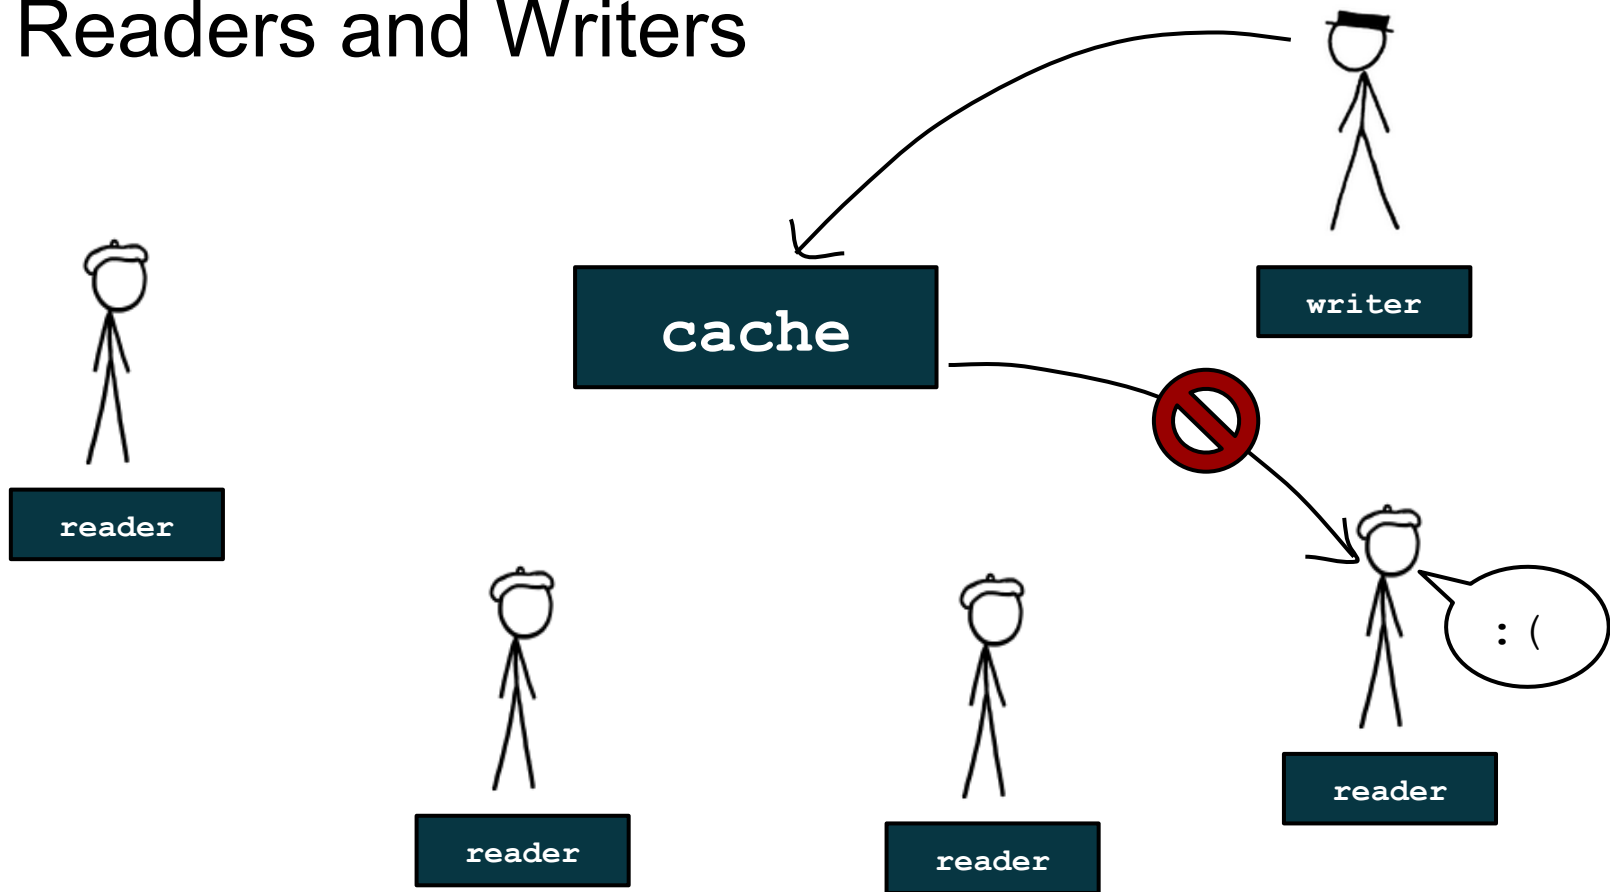 Readers and Writers
writer
cache
reader
: (
reader
reader
reader